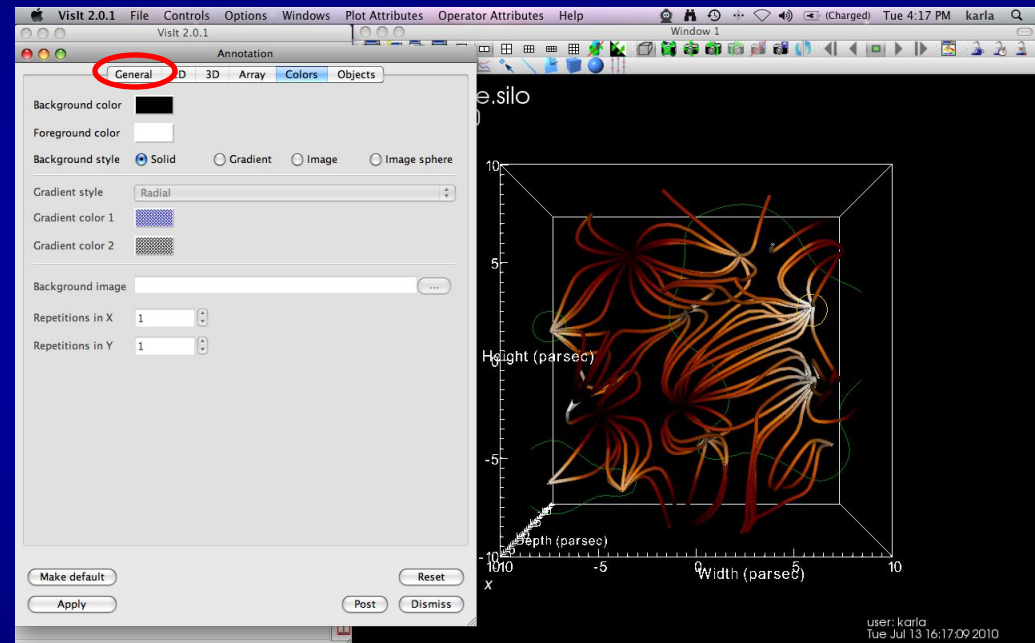 VisIt 2.0.1 File Controls Options Windows Plot Attributes Operator Attributes Help (Charged) Tue 4:17 PM karla
VisIt 2.0.1
Window 1
Annotation
General 2D 3D Array Colors Objects
Background color
Foreground color
Background style Solid Gradient Image Image sphere
Gradient style Radial
Gradient color 1
Gradient color 2
Background image ...
Repetitions in X 1
Repetitions in Y 1
Make default Reset
Apply Post Dismiss
e.silo
10
5
Height (parsec)
0
-5
Depth (parsec)
-10
-5 0 5 10
Width (parsec)
x
user: karla
Tue Jul 13 16:17:09 2010